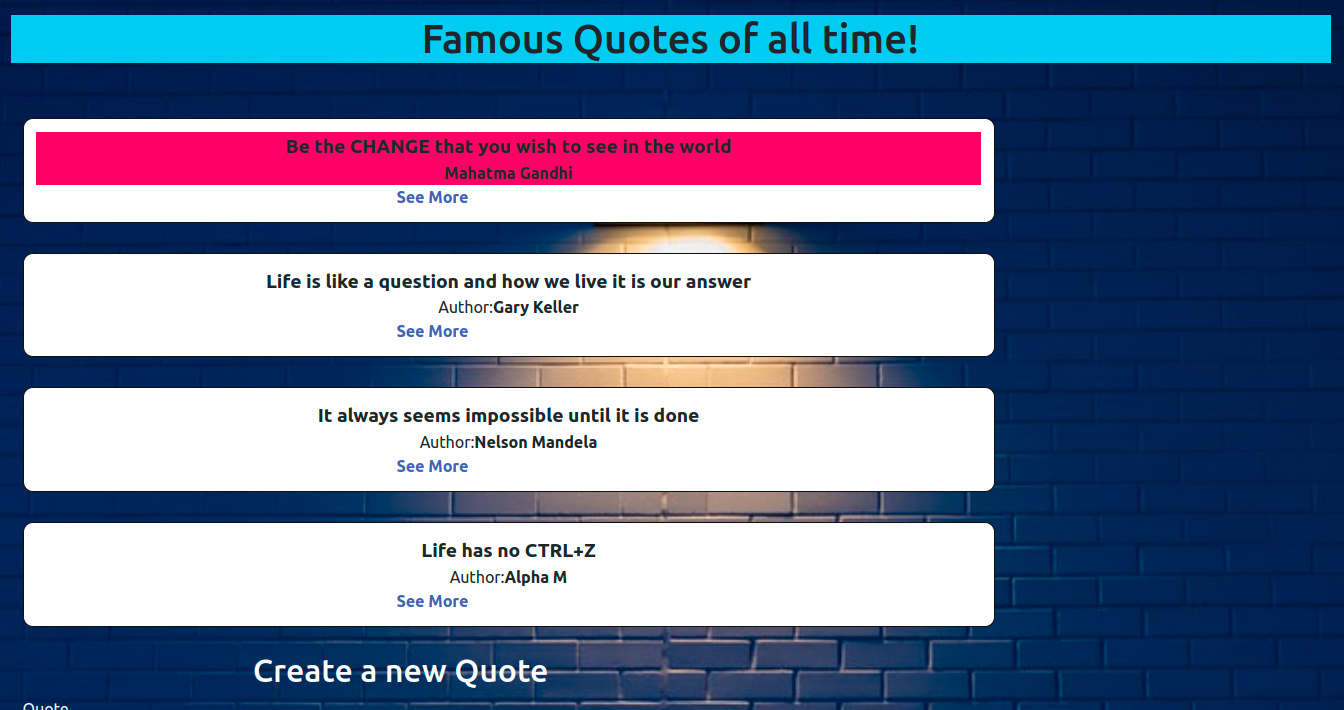 Famous Quotes of all time!
Be the CHANGE that you wish to see in the world
Mahatma Gandhi
See More
Life is like a question and how we live it is our answer
Author:Gary Keller
See More
It always seems impossible until it is done
Author:Nelson Mandela
See More
Life has no CTRL+Z
Author:Alpha M
See More
Create a new Quote
Quote